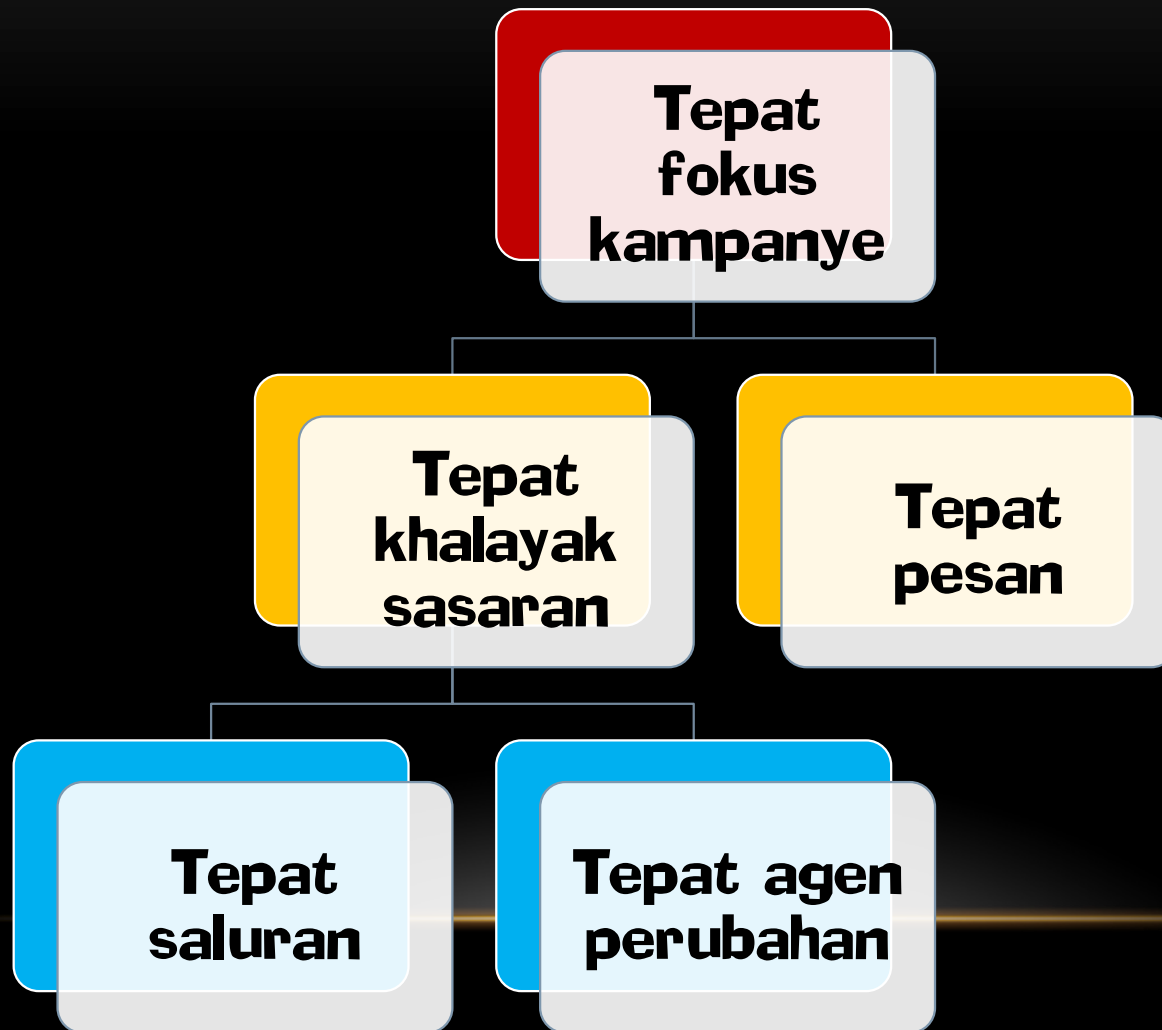 Tepat
fokus
kampanye
Tepat
khalayak
sasaran
Tepat
pesan
Tepat
saluran
Tepat agen
perubahan